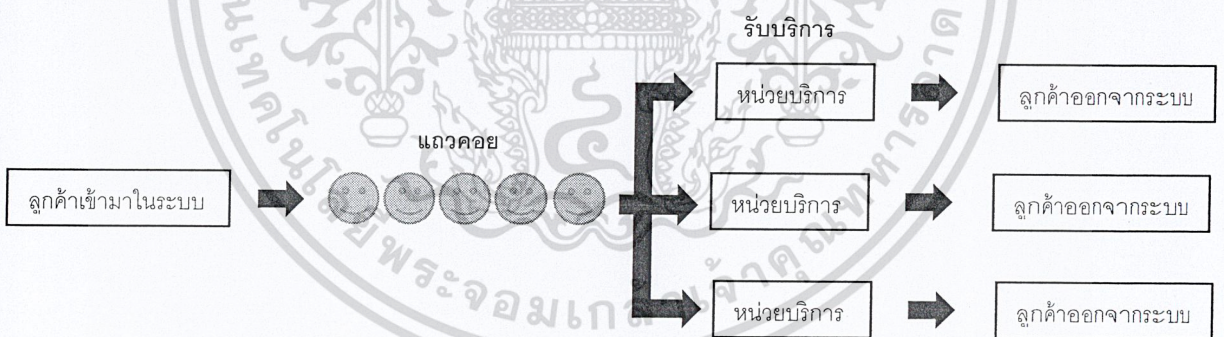 รับบริการ
หน่วยบริการ
ลูกค้าออกจากระบบ
แถวคอย
ลูกค้าเข้ามาในระบบ
หน่วยบริการ
ลูกค้าออกจากระบบ
หน่วยบริการ
ลูกค้าออกจากระบบ